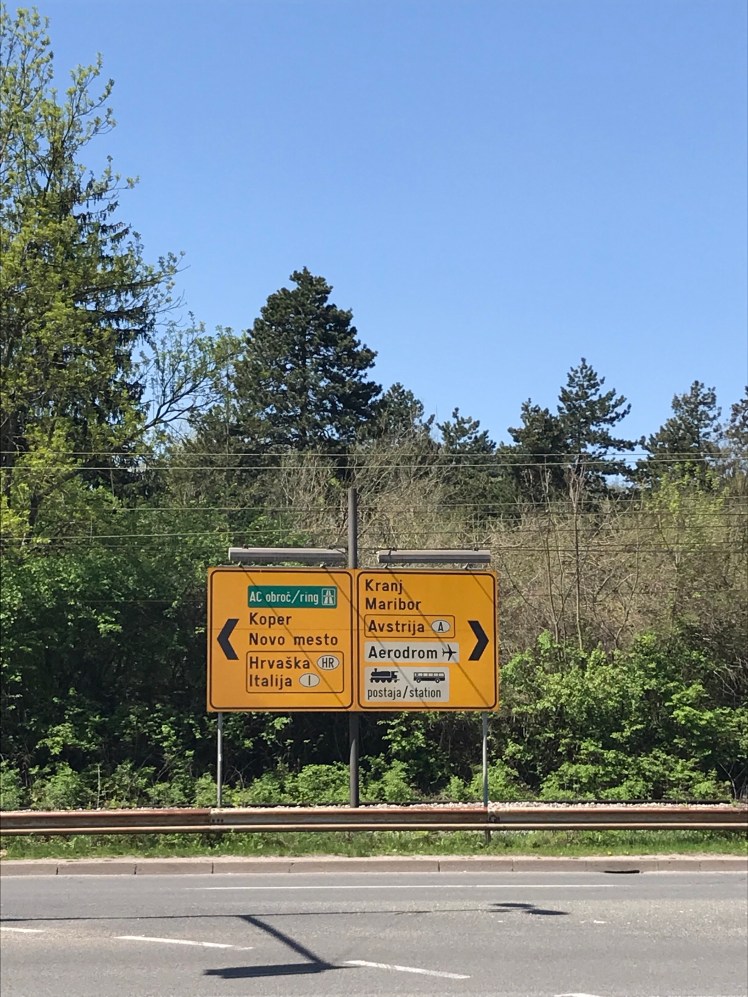 AC obroč/ring
Koper
Novo mesto
Hrvaška HR
Italija I
Kranj
Maribor
Avstrija A
Aerodrom
postaja/station